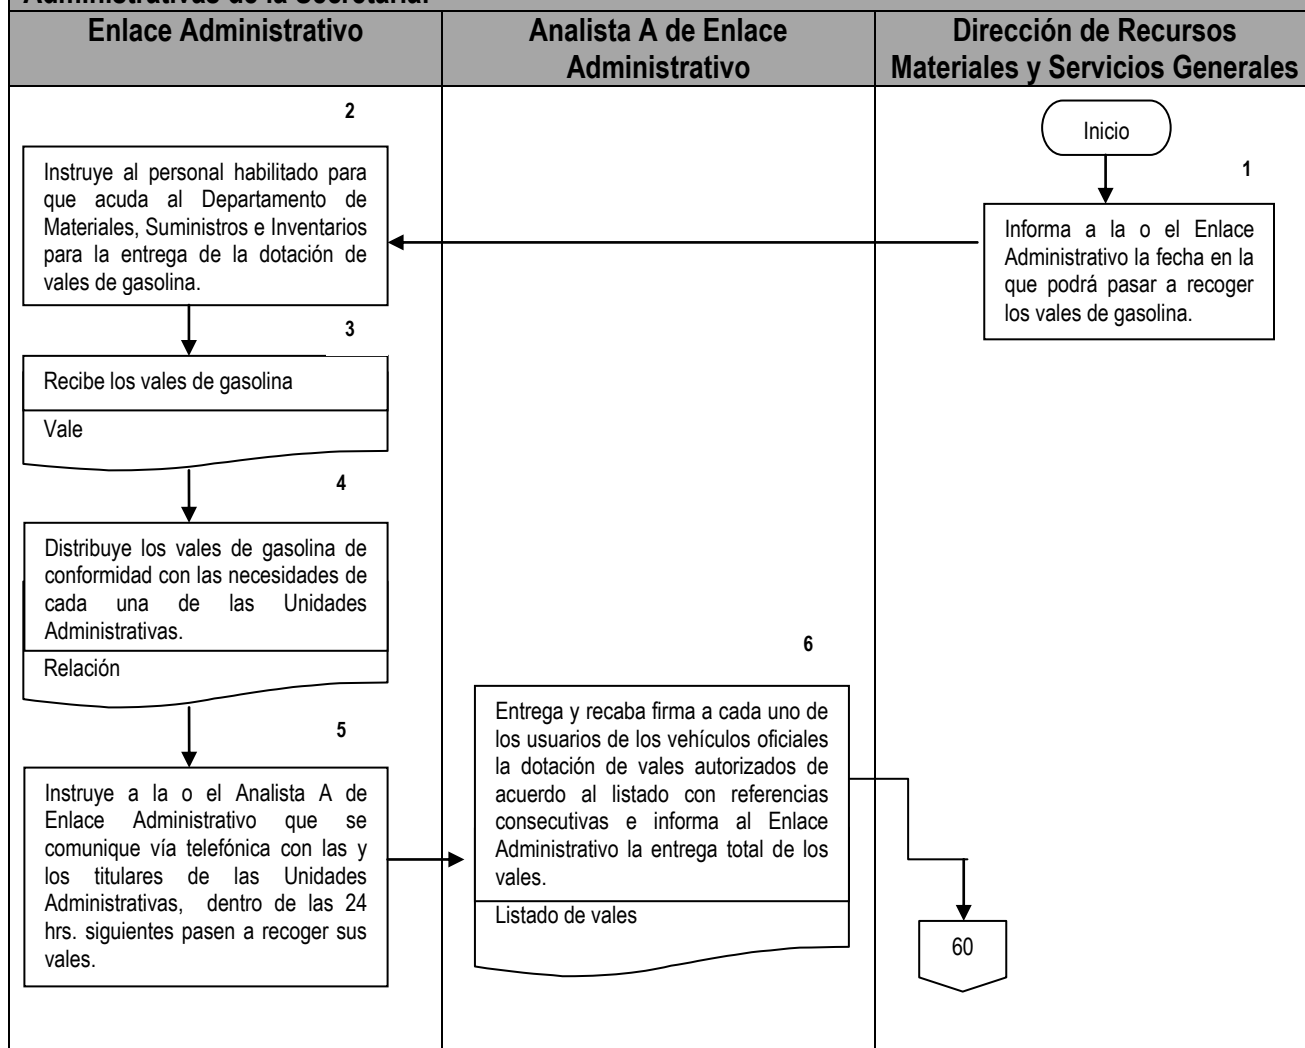 Administrativas de la Secretaría.
Enlace Administrativo
Analista A de Enlace
Administrativo
Dirección de Recursos
Materiales y Servicios Generales
Inicio
1
Informa a la o el Enlace
Administrativo la fecha en la
que podrá pasar a recoger
los vales de gasolina.
2
Instruye al personal habilitado para
que acuda al Departamento de
Materiales, Suministros e Inventarios
para la entrega de la dotación de
vales de gasolina.
3
Recibe los vales de gasolina
Vale
4
Distribuye los vales de gasolina de
conformidad con las necesidades de
cada una de las Unidades
Administrativas.
Relación
5
Instruye a la o el Analista A de
Enlace Administrativo que se
comunique vía telefónica con las y
los titulares de las Unidades
Administrativas, dentro de las 24
hrs. siguientes pasen a recoger sus
vales.
6
Entrega y recaba firma a cada uno de
los usuarios de los vehículos oficiales
la dotación de vales autorizados de
acuerdo al listado con referencias
consecutivas e informa al Enlace
Administrativo la entrega total de los
vales.
Listado de vales
60